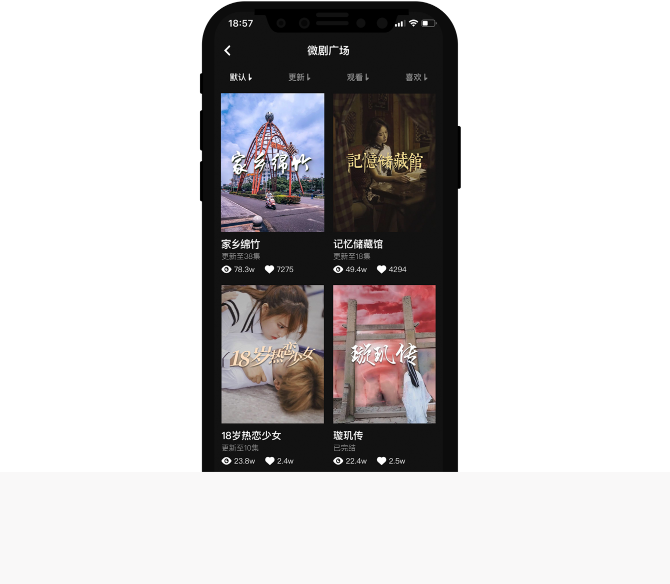 18:57
微剧广场
默认 更新 观看 喜欢
家乡绵竹 記憶储藏館
家乡绵竹 记忆储藏馆
更新至38集 更新至18集
78.3w 7275 49.4w 4294
18岁热恋少女 璇玑传
18岁热恋少女 璇玑传
更新至10集 已完结
23.8w 2.4w 22.4w 2.5w